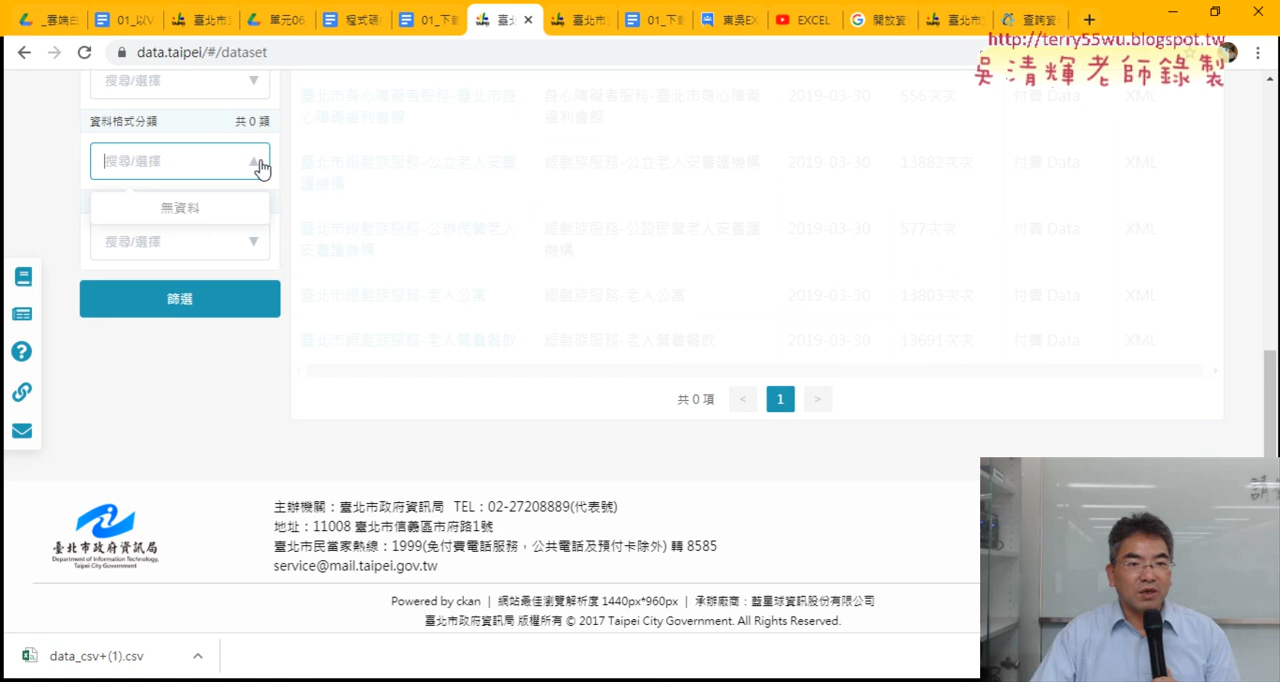 _雲端白
01_以V
臺北市
單元06
程式碼
01_下載
臺北
臺北市
01_下載
東吳EX
EXCEL
開放資
臺北市
查詢資
data.taipei/#/dataset
http://terry55wu.blogspot.tw
吳清輝老師錄製
搜尋/選擇
資料格式分類 共 0 類
搜尋/選擇
無資料
搜尋/選擇
篩選
臺北市身心障礙者服務-臺北市身心障礙福利會館 身心障礙者服務-臺北市身心障礙福利會館 2019-03-30 556次次 付費 Data XML
臺北市銀髮族服務-公立老人安養護機構 銀髮族服務-公立老人安養護機構 2019-03-30 13882次次 付費 Data XML
臺北市銀髮族服務-公辦民營老人安養護機構 銀髮族服務-公設民營老人安養護機構 2019-03-30 577次次 付費 Data XML
臺北市銀髮族服務-老人公寓 銀髮族服務-老人公寓 2019-03-30 13803次次 付費 Data XML
臺北市銀髮族服務-老人營養餐飲 銀髮族服務-老人營養餐飲 2019-03-30 13691次次 付費 Data XML
共 0 項 < 1 >
臺北市政府資訊局
Department of Information Technology,
Taipei City Government.
主辦機關：臺北市政府資訊局 TEL：02-27208889(代表號)
地址：11008 臺北市信義區市府路1號
臺北市民當家熱線：1999(免付費電話服務，公共電話及預付卡除外) 轉 8585
service@mail.taipei.gov.tw
Powered by ckan | 網站最佳瀏覽解析度 1440px*960px | 承辦廠商：藍星球資訊股份有限公司
臺北市政府資訊局 版權所有 © 2017 Taipei City Government. All Rights Reserved.
data_csv+(1).csv